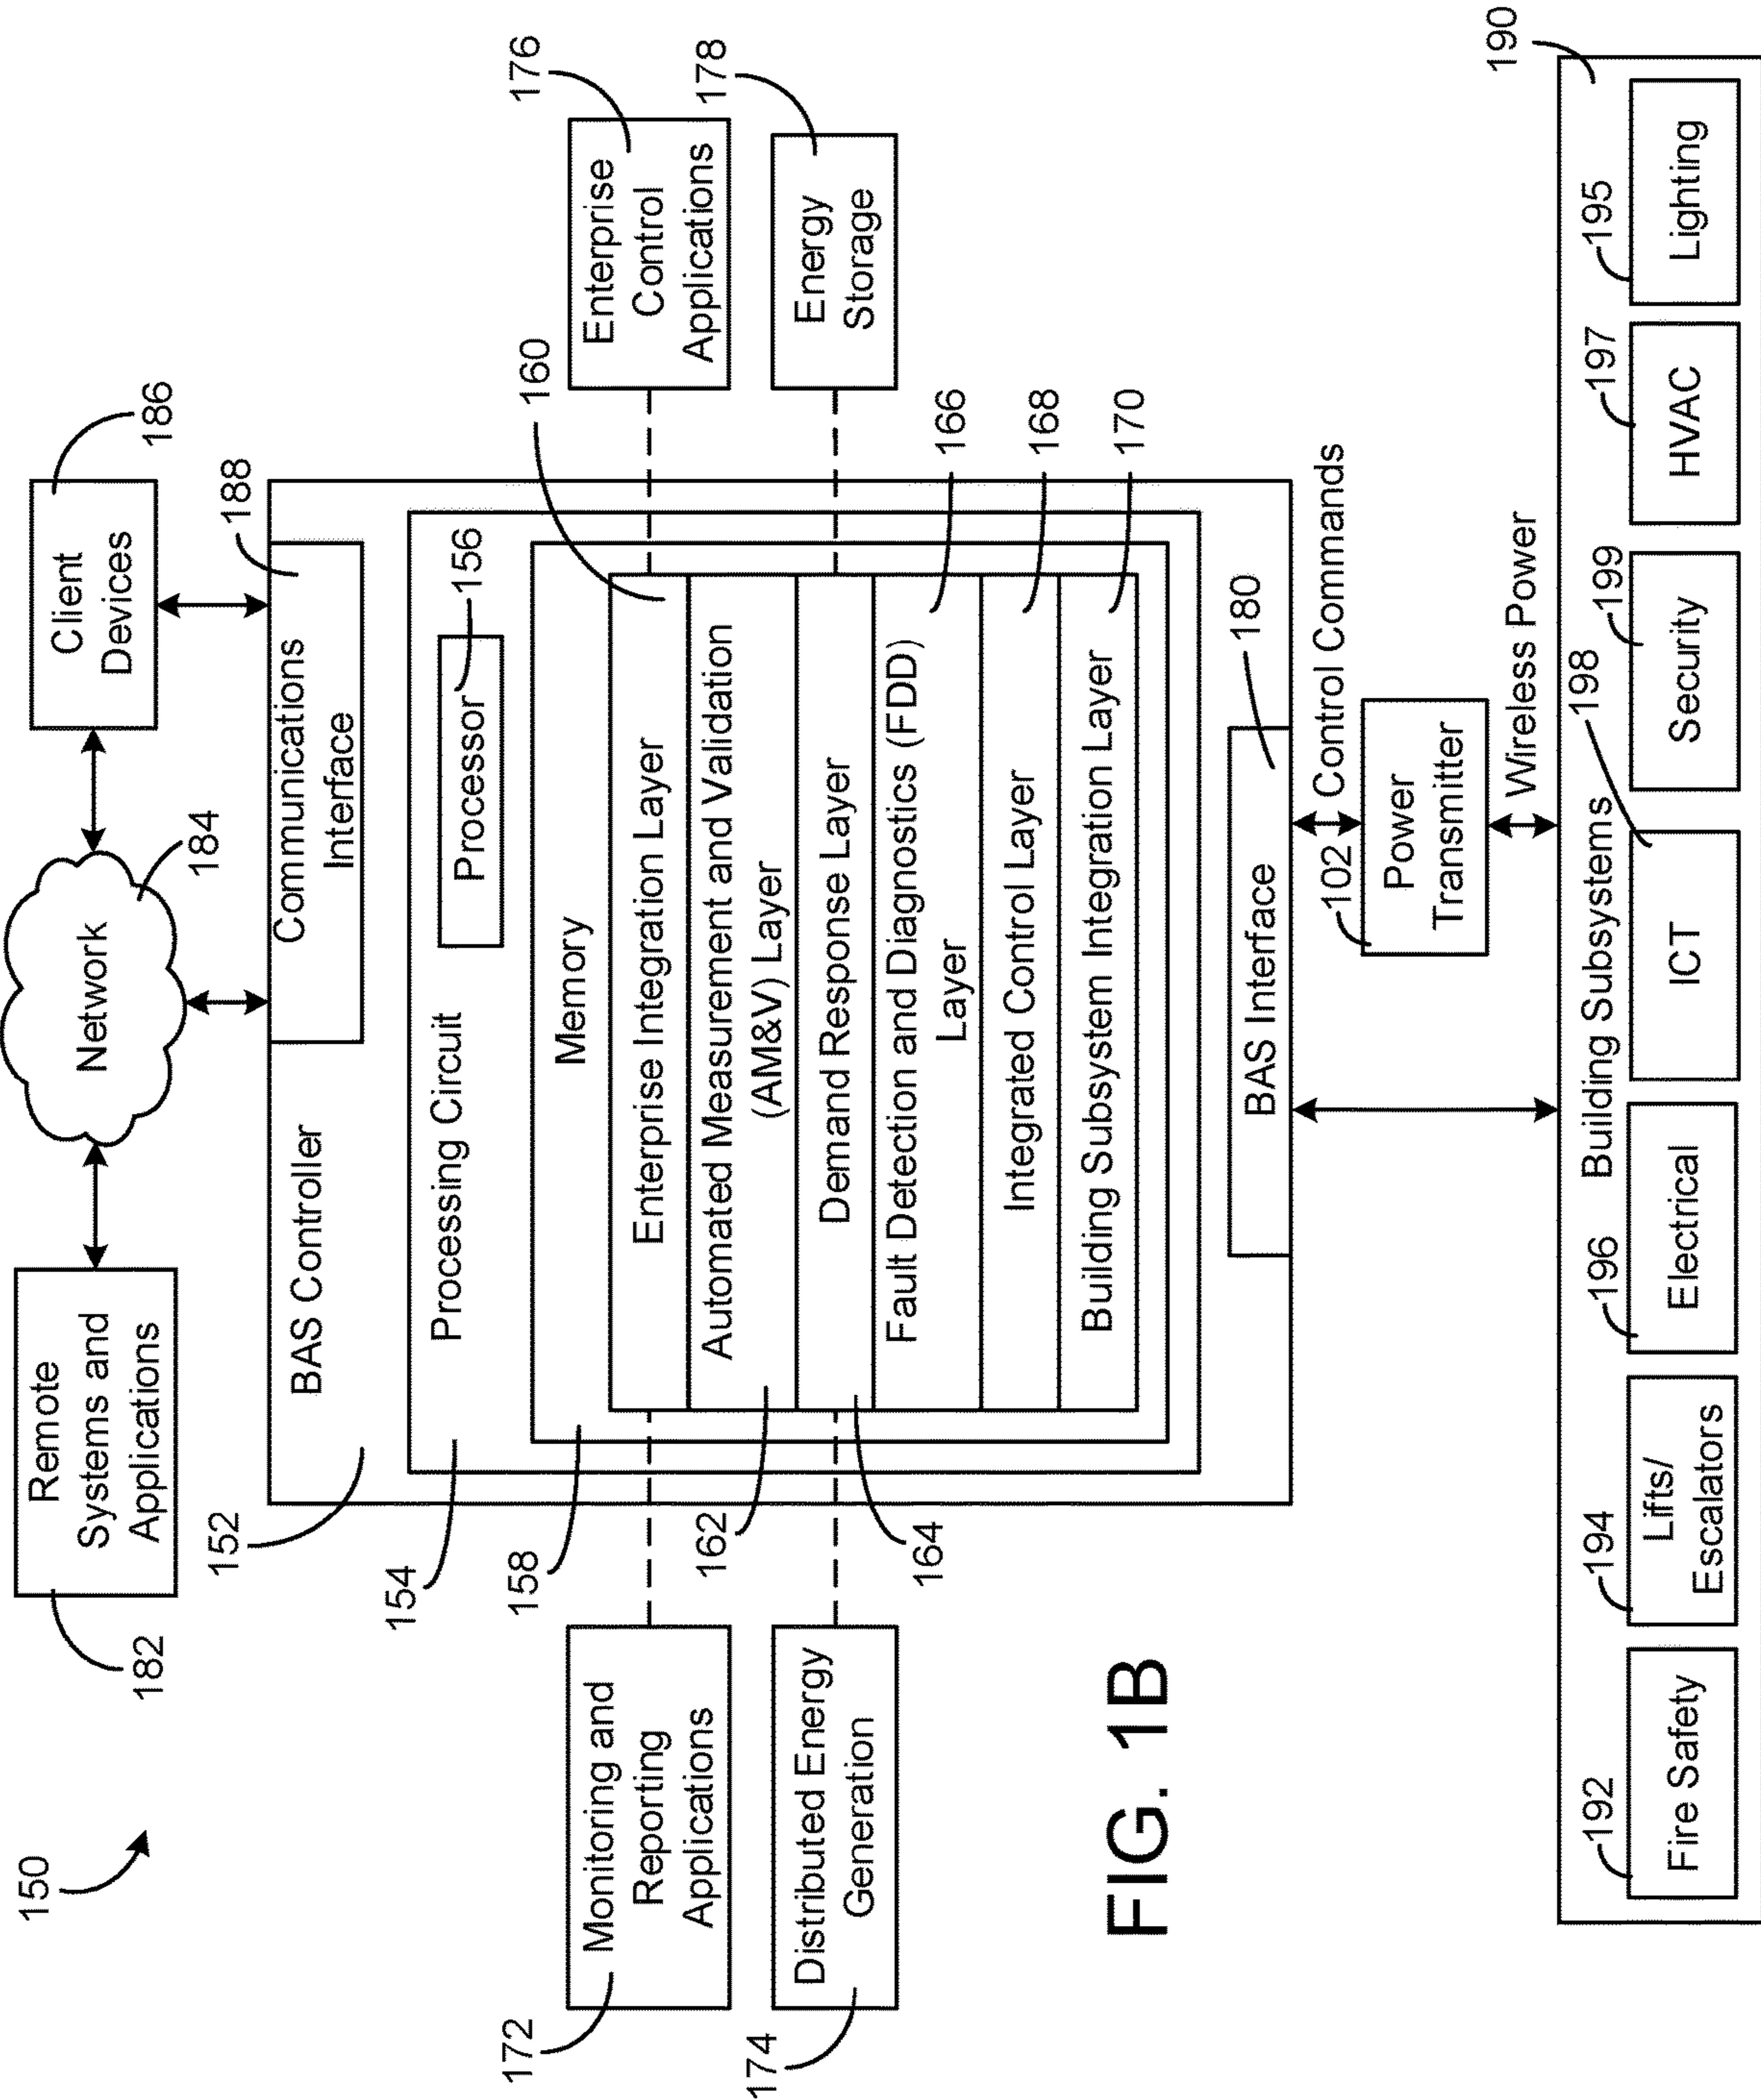 150
182
Remote
Systems and
Applications
Network
184
Client
Devices
186
152
BAS Controller
Communications
Interface
188
154
Processing Circuit
Processor
156
158
Memory
160
Enterprise Integration Layer
Automated Measurement and Validation
(AM&V) Layer
162
Demand Response Layer
164
Fault Detection and Diagnostics (FDD)
Layer
166
Integrated Control Layer
168
Building Subsystem Integration Layer
170
172
Monitoring and
Reporting
Applications
174
Distributed Energy
Generation
176
Enterprise
Control
Applications
178
Energy
Storage
BAS Interface
180
Control Commands
102
Power
Transmitter
Wireless Power
FIG. 1B
190
Building Subsystems
192
Fire Safety
194
Lifts/
Escalators
196
Electrical
198
ICT
199
Security
197
HVAC
195
Lighting